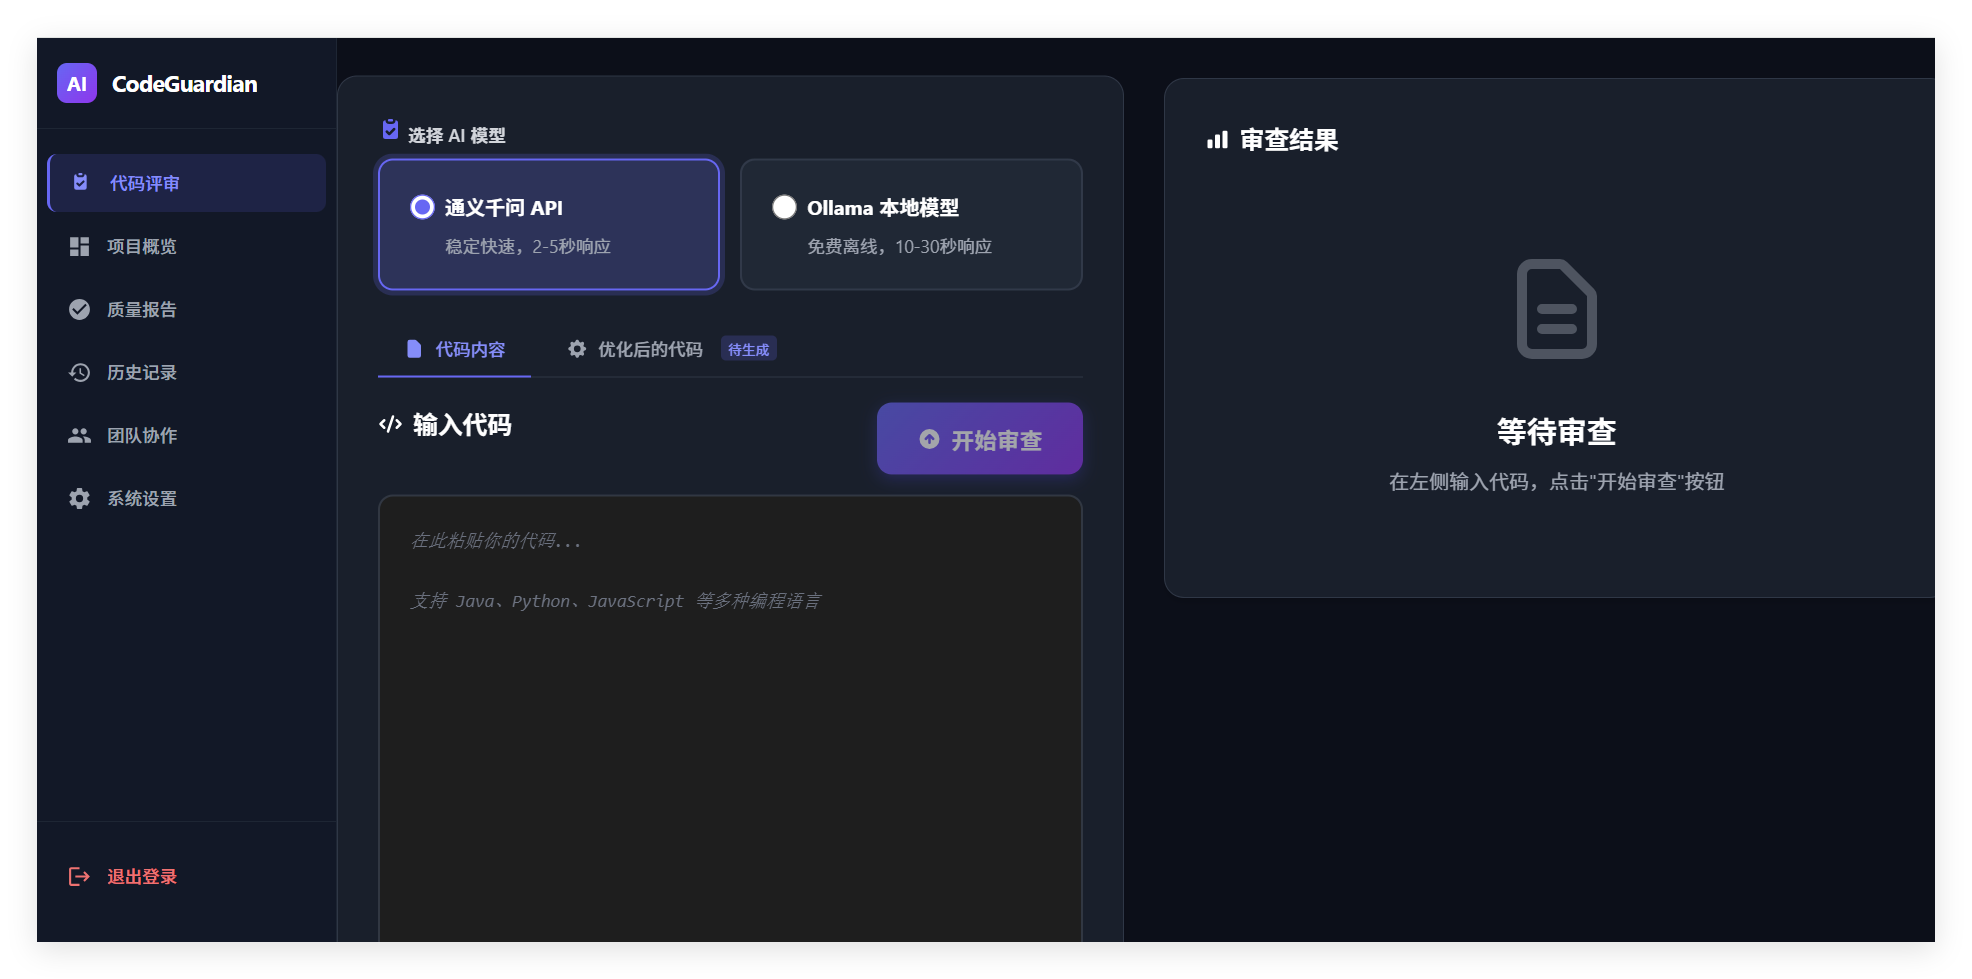 AI CodeGuardian
代码评审
项目概览
质量报告
历史记录
团队协作
系统设置
退出登录
选择 AI 模型
通义千问 API
稳定快速，2-5秒响应
Ollama 本地模型
免费离线，10-30秒响应
代码内容
优化后的代码 待生成
输入代码
开始审查
在此粘贴你的代码...
支持 Java、Python、JavaScript 等多种编程语言
审查结果
等待审查
在左侧输入代码，点击"开始审查"按钮